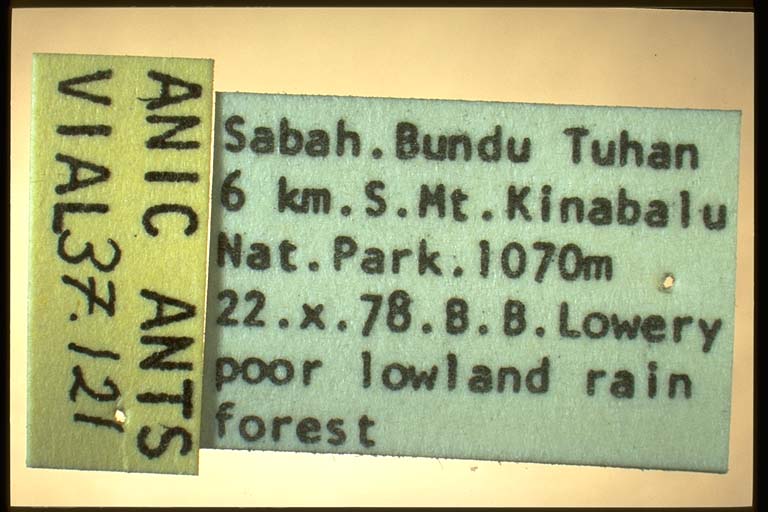 ANIC ANTS
VIAL37.121
Sabah.Bundu Tuhan
6 km.S.Mt.Kinabalu
Nat.Park.1070m
22.x.78.B.B.Lowery
poor lowland rain
forest